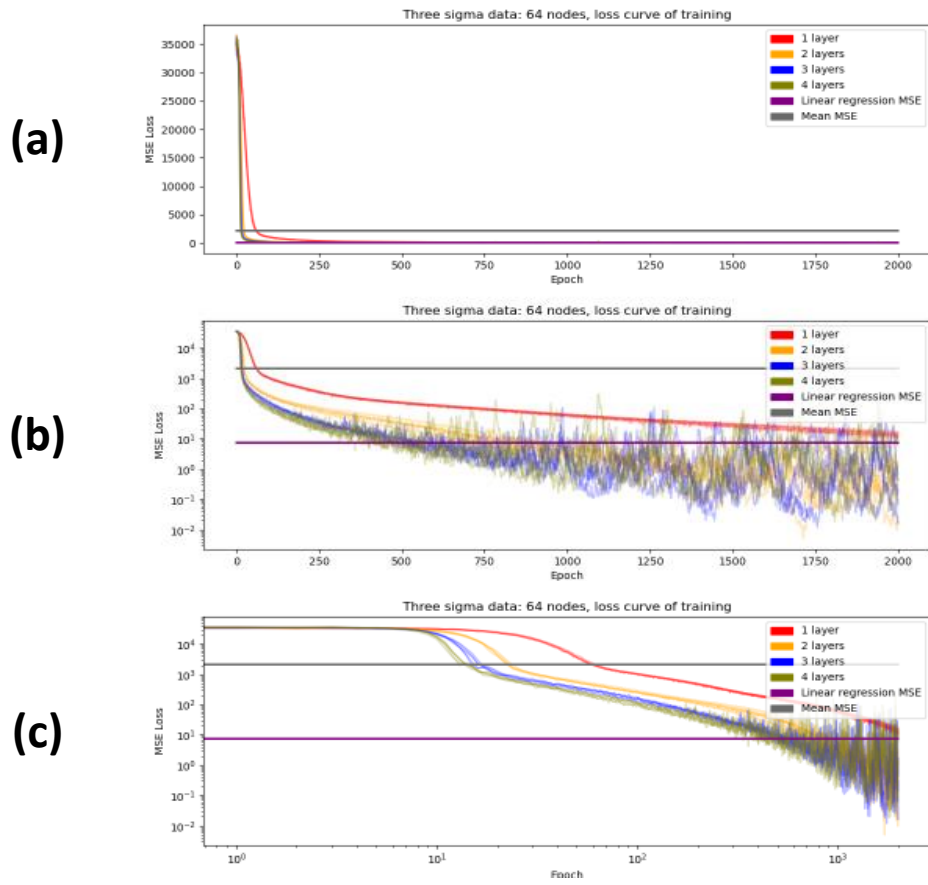 (a)
Three sigma data: 64 nodes, loss curve of training
MSE Loss
35000
30000
25000
20000
15000
10000
5000
0
1 layer
2 layers
3 layers
4 layers
Linear regression MSE
Mean MSE
0 250 500 750 1000 1250 1500 1750 2000
Epoch
(b)
Three sigma data: 64 nodes, loss curve of training
MSE Loss
10⁴
10³
10²
10¹
10⁰
10⁻¹
10⁻²
1 layer
2 layers
3 layers
4 layers
Linear regression MSE
Mean MSE
0 250 500 750 1000 1250 1500 1750 2000
Epoch
(c)
Three sigma data: 64 nodes, loss curve of training
MSE Loss
10⁴
10³
10²
10¹
10⁰
10⁻¹
10⁻²
1 layer
2 layers
3 layers
4 layers
Linear regression MSE
Mean MSE
10⁰ 10¹ 10² 10³
Epoch